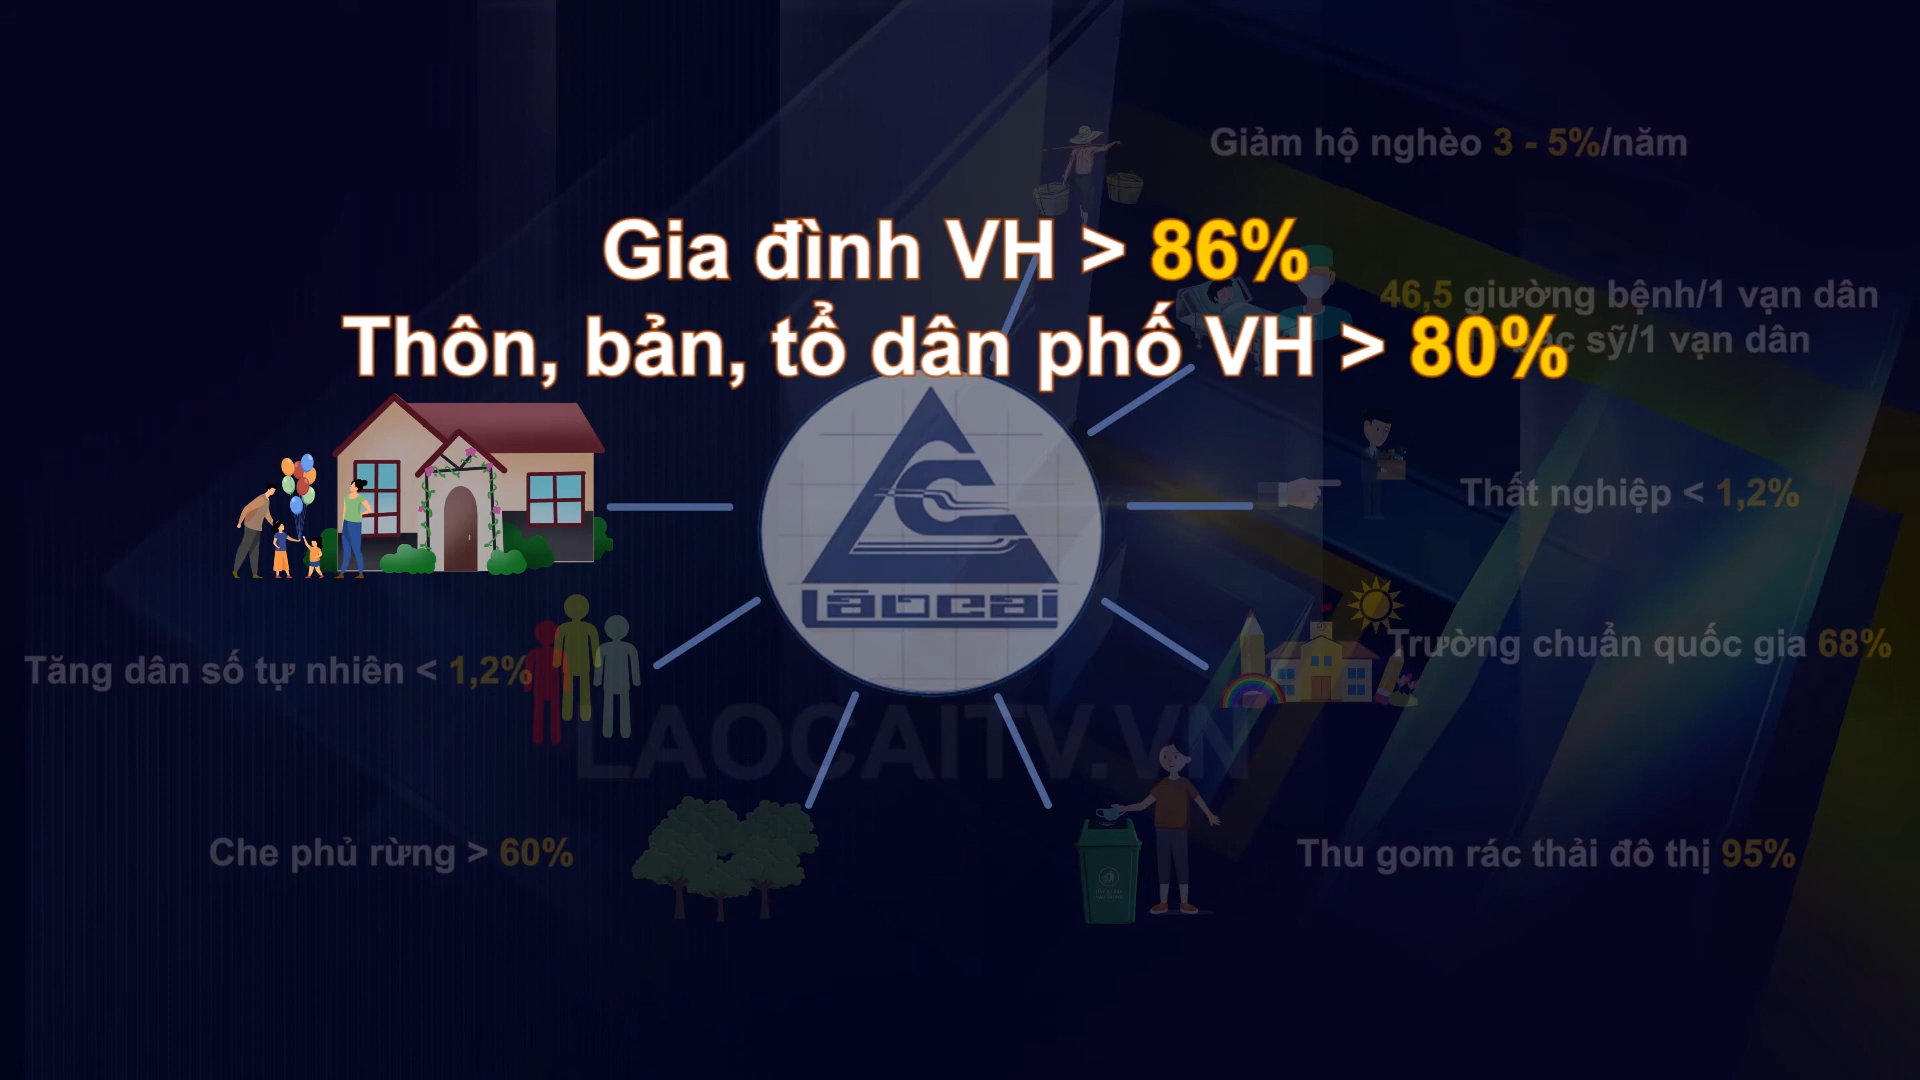 Giảm hộ nghèo 3 - 5%/năm
Gia đình VH > 86%
46,5 giường bệnh/1 vạn dân
sỹ/1 vạn dân
Thôn, bản, tổ dân phố VH > 80%
Thất nghiệp < 1,2%
Làocai
Trường chuẩn quốc gia 68%
Tăng dân số tự nhiên < 1,2%
LAOCAITV.VN
Che phủ rừng > 60%
Thu gom rác thải đô thị 95%